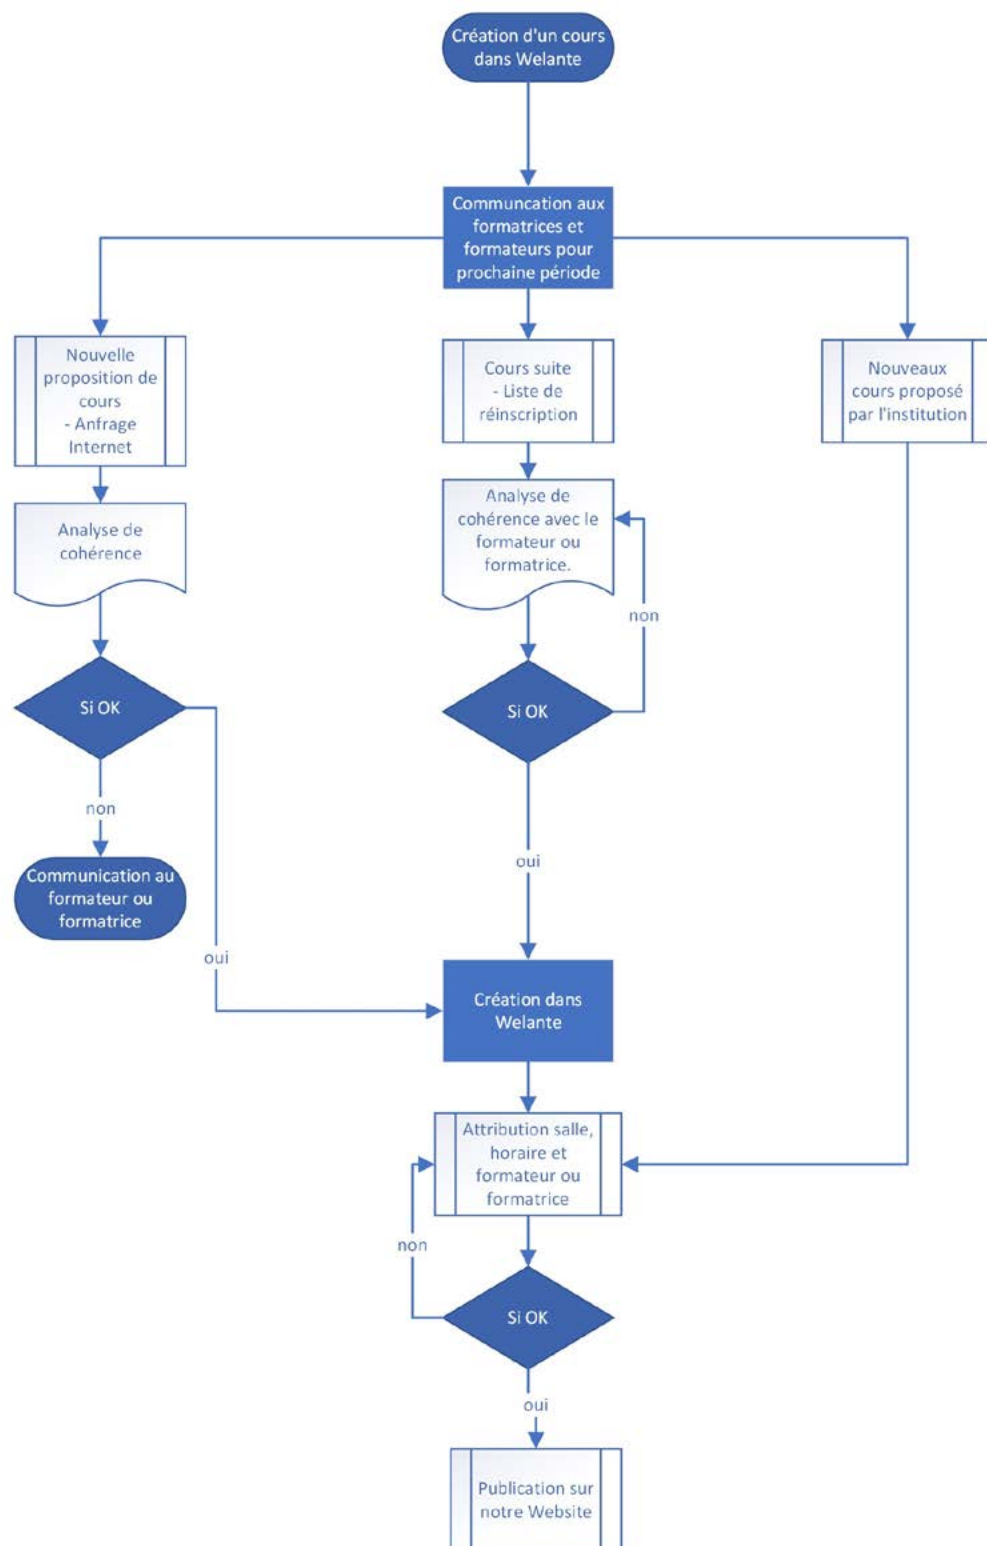 Création d'un cours
dans Welante
Communcation aux
formatrices et
formateurs pour
prochaine période
Nouvelle
proposition de
cours
- Anfrage
Internet
Cours suite
- Liste de
réinscription
Nouveaux
cours proposé
par l'institution
Analyse de
cohérence
Analyse de
cohérence avec le
formateur ou
formatrice.
non
Si OK
Si OK
non
oui
Communication au
formateur ou
formatrice
oui
Création dans
Welante
Attribution salle,
horaire et
formateur ou
formatrice
non
Si OK
oui
Publication sur
notre Website